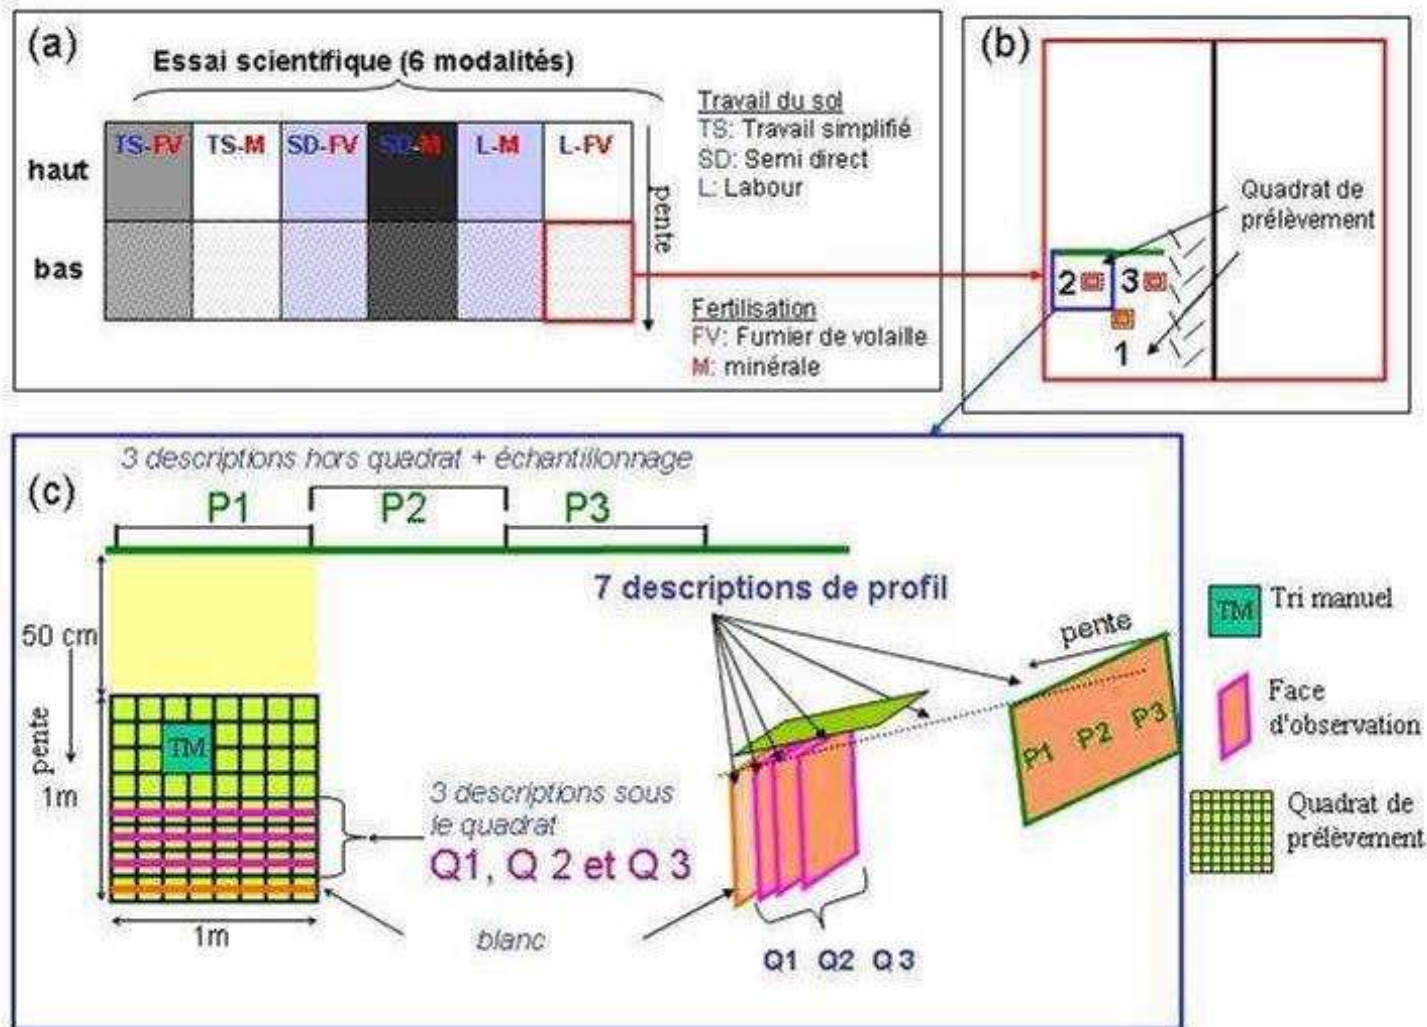 (a)
Essai scientifique (6 modalités)
haut
TS-FV
TS-M
SD-FV
SD-M
L-M
L-FV
bas
pente
Travail du sol
TS: Travail simplifié
SD: Semi direct
L: Labour
Fertilisation
FV: Fumier de volaille
M: minérale
(b)
Quadrat de
prélèvement
2
3
1
(c)
3 descriptions hors quadrat + échantillonnage
P1
P2
P3
50 cm
pente
1m
TM
1m
3 descriptions sous
le quadrat
Q1, Q 2 et Q 3
blanc
7 descriptions de profil
pente
P1
P2
P3
Q1
Q2
Q 3
TM
Tri manuel
Face
d'observation
Quadrat de
prélèvement